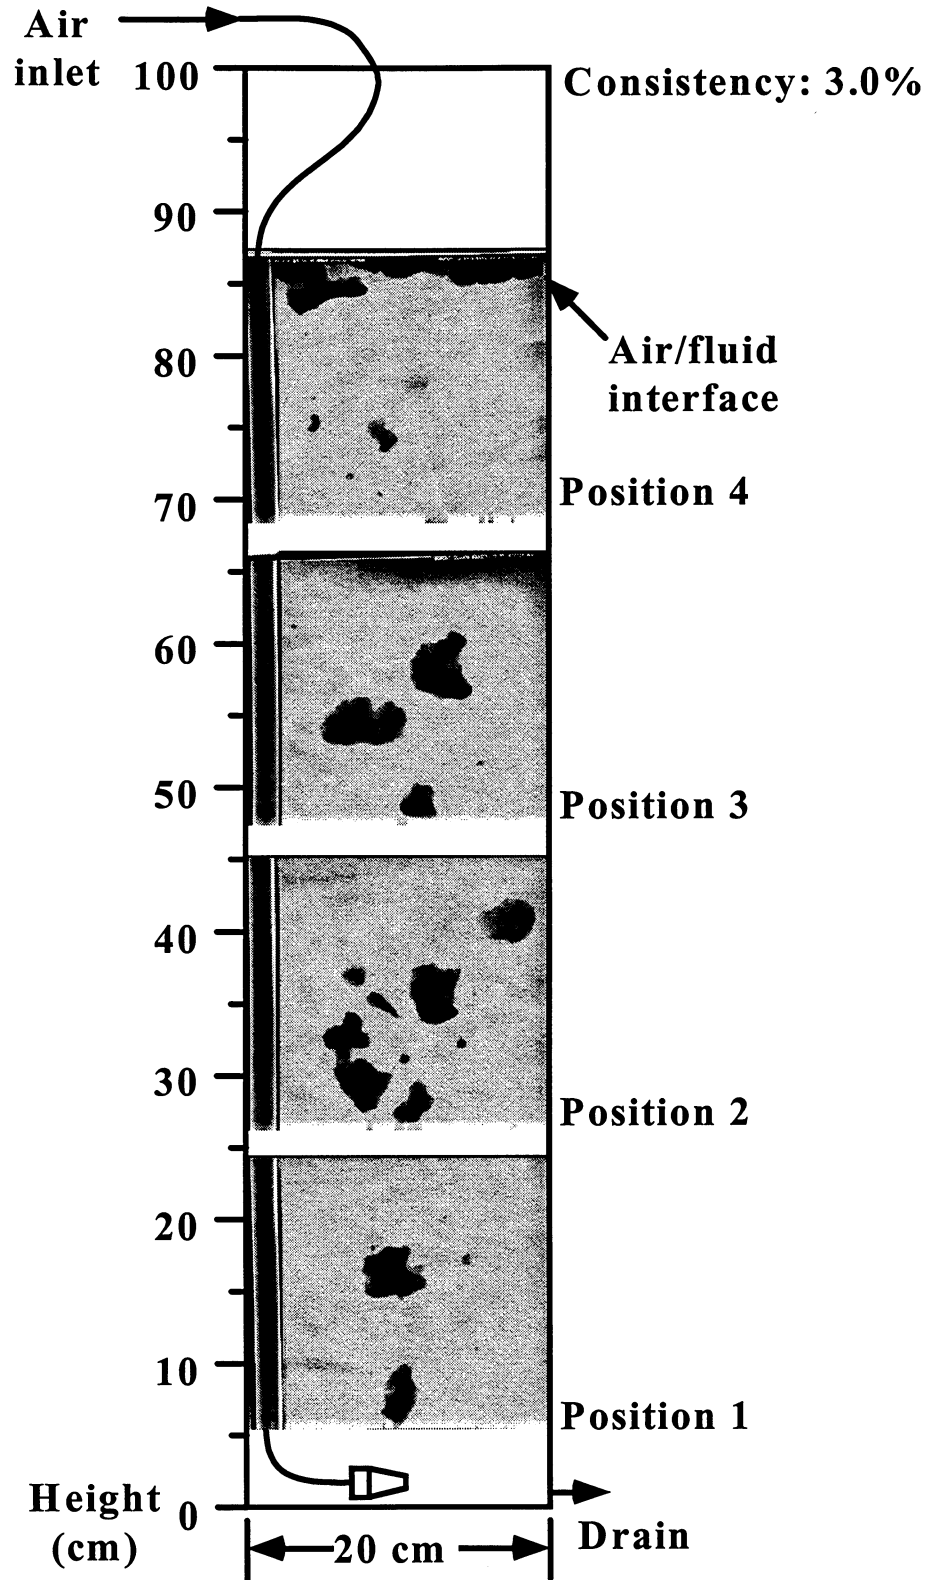 Air
inlet
100
Consistency: 3.0%
90
Air/fluid
interface
80
Position 4
70
60
Position 3
50
40
Position 2
30
20
Position 1
10
Height
(cm)
0
Drain
20 cm